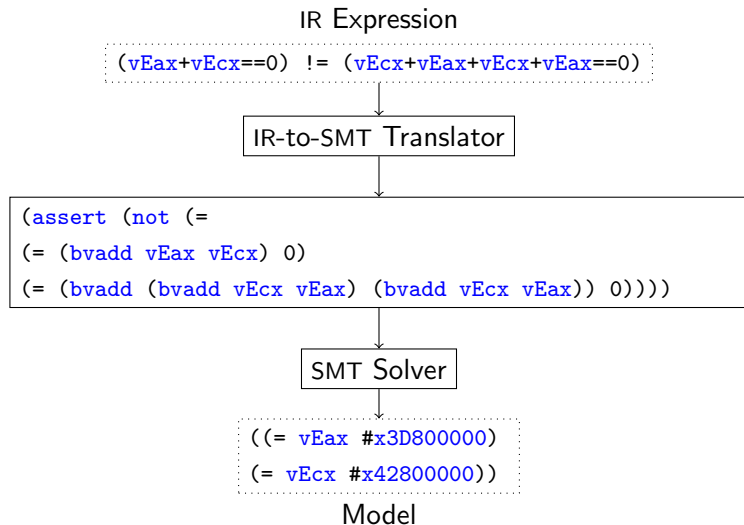 IR Expression
(vEax+vEcx==0) != (vEcx+vEax+vEcx+vEax==0)
IR-to-SMT Translator
(assert (not (=
(= (bvadd vEax vEcx) 0)
(= (bvadd (bvadd vEcx vEax) (bvadd vEcx vEax)) 0))))
SMT Solver
((= vEax #x3D800000)
(= vEcx #x42800000))
Model